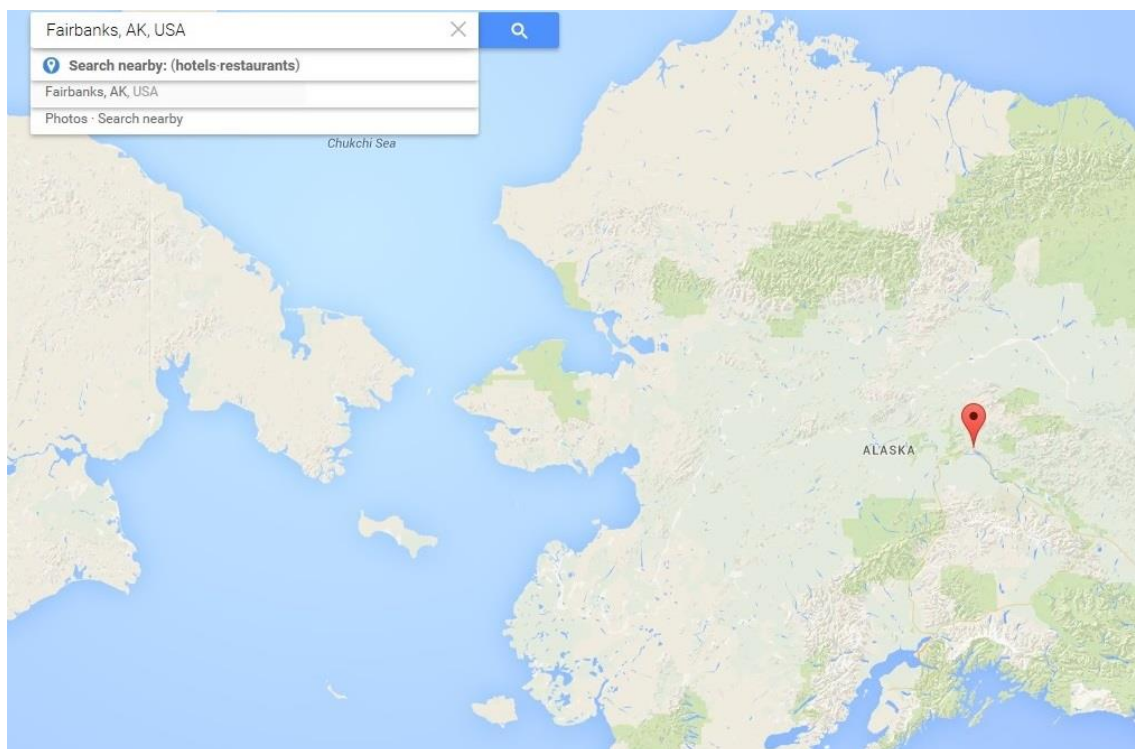 Fairbanks, AK, USA
Search nearby: (hotels-restaurants)
Fairbanks, AK, USA
Photos · Search nearby
Chukchi Sea
ALASKA